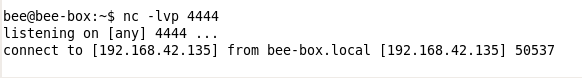 bee@bee-box:~$ nc -lvp 4444
listening on [any] 4444 ...
connect to [192.168.42.135] from bee-box.local [192.168.42.135] 50537